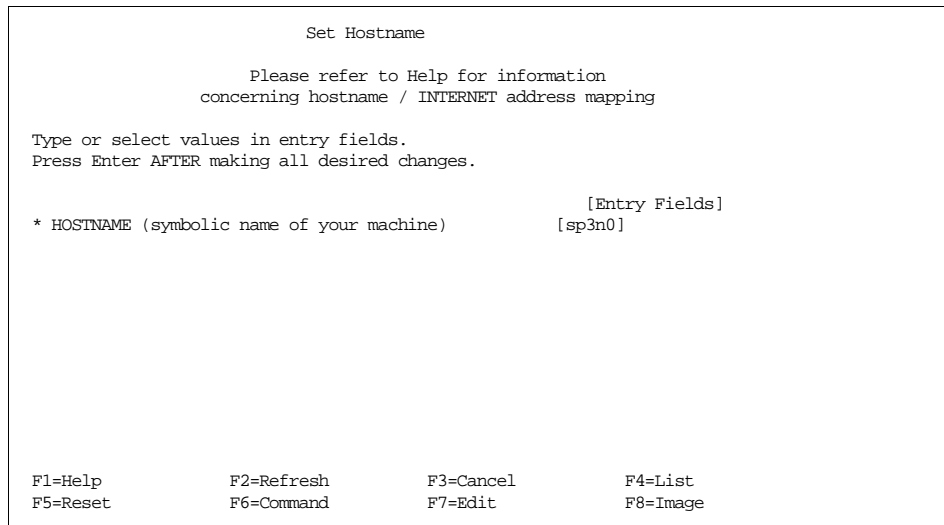 Set Hostname
Please refer to Help for information
concerning hostname / INTERNET address mapping
Type or select values in entry fields.
Press Enter AFTER making all desired changes.
[Entry Fields]
* HOSTNAME (symbolic name of your machine) [sp3n0]
F1=Help F2=Refresh F3=Cancel F4=List
F5=Reset F6=Command F7=Edit F8=Image